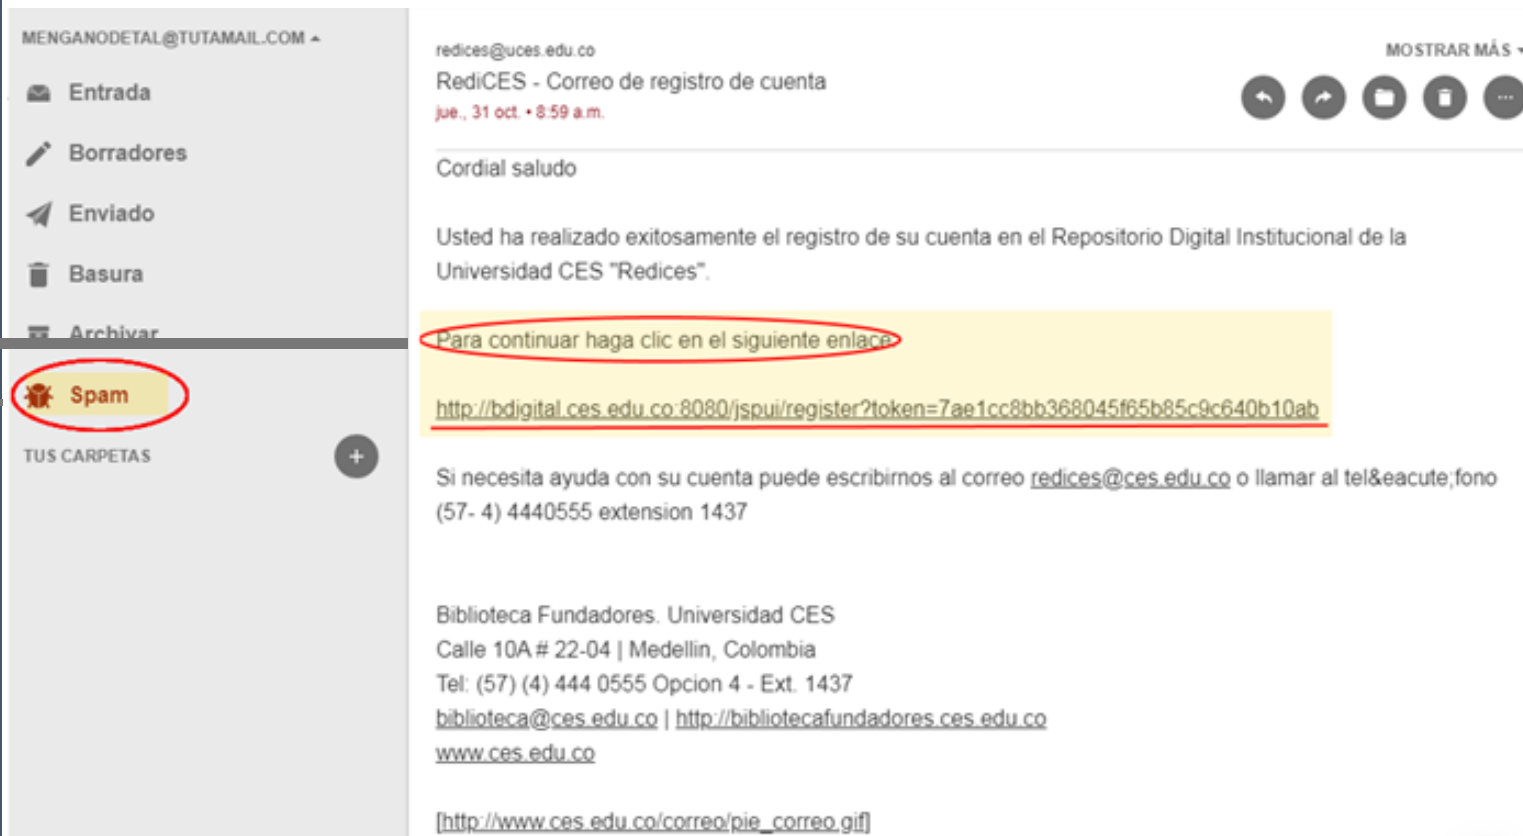 MENGANODETAL@TUTAMAIL.COM
Entrada
Borradores
Enviado
Basura
Archivar
Spam
TUS CARPETAS
redices@uces.edu.co
MOSTRAR MÁS
RediCES - Correo de registro de cuenta
jue., 31 oct. • 8:59 a.m.
Cordial saludo
Usted ha realizado exitosamente el registro de su cuenta en el Repositorio Digital Institucional de la
Universidad CES "Redices".
Para continuar haga clic en el siguiente enlace
http://bdigital.ces.edu.co:8080/jspui/register?token=7ae1cc8bb368045f65b85c9c640b10ab
Si necesita ayuda con su cuenta puede escribirnos al correo redices@ces.edu.co o llamar al tel&eacute;fono
(57- 4) 4440555 extension 1437
Biblioteca Fundadores. Universidad CES
Calle 10A # 22-04 | Medellin, Colombia
Tel: (57) (4) 444 0555 Opcion 4 - Ext. 1437
biblioteca@ces.edu.co | http://bibliotecafundadores.ces.edu.co
www.ces.edu.co
[http://www.ces.edu.co/correo/pie_correo.gif]